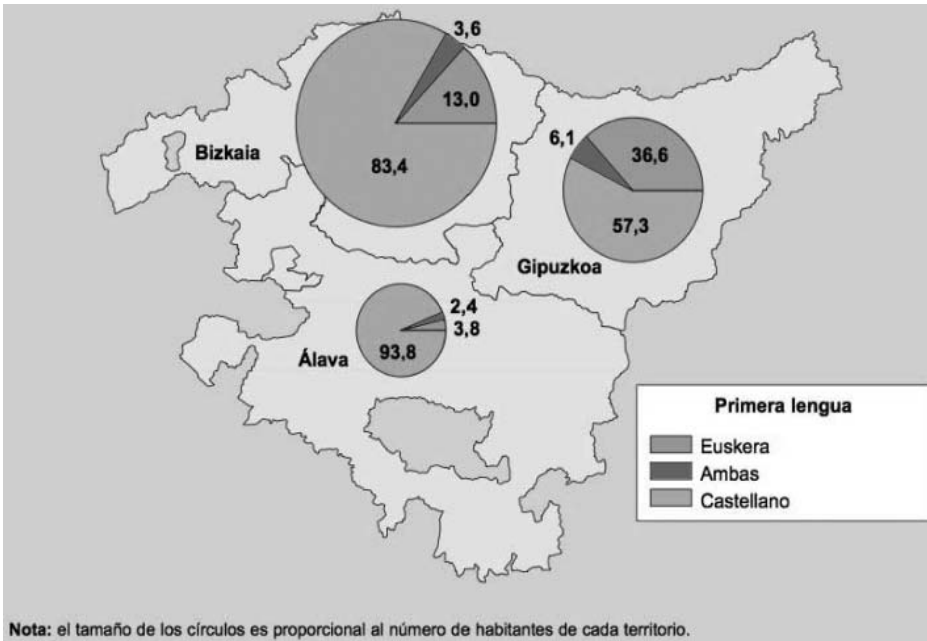 3,6
13,0
Bizkaia
83,4
6,1
36,6
57,3
Gipuzkoa
2,4
3,8
Álava
93,8
Primera lengua
Euskera
Ambas
Castellano
Nota: el tamaño de los círculos es proporcional al número de habitantes de cada territorio.